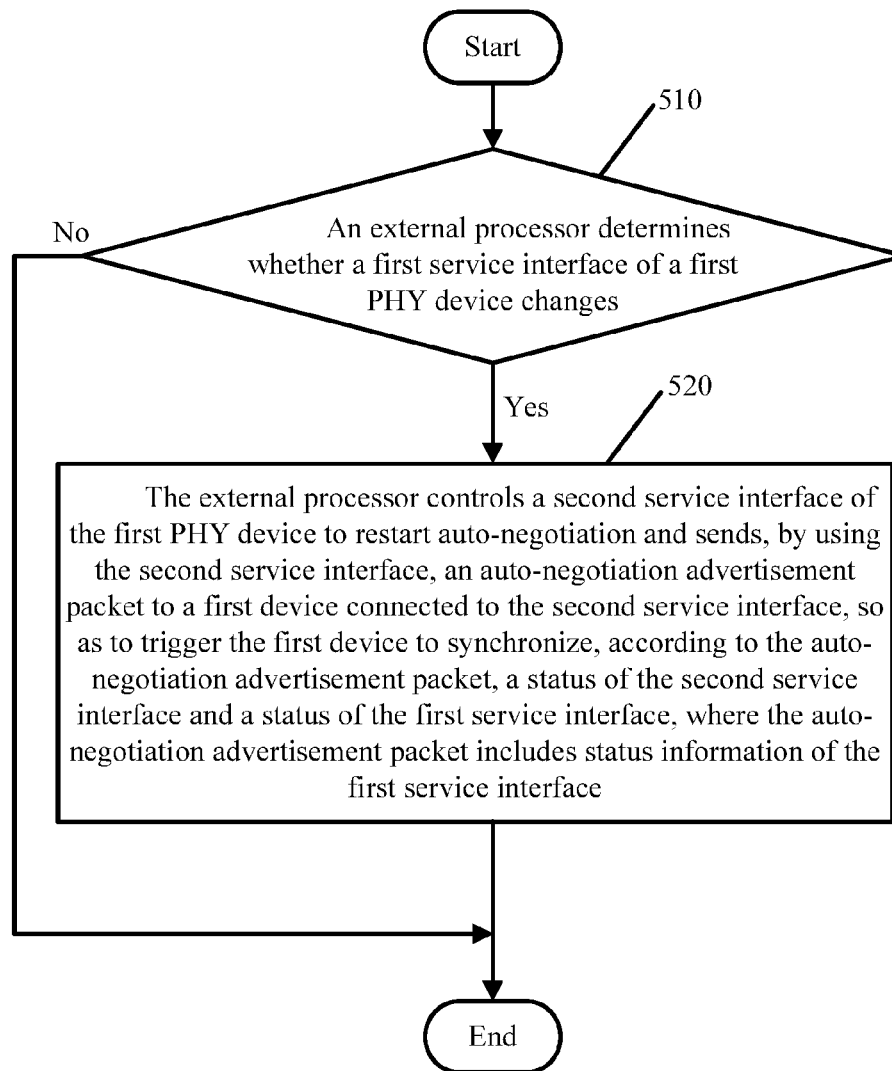 Start
510
No
An external processor determines
whether a first service interface of a first
PHY device changes
520
Yes
The external processor controls a second service interface of
the first PHY device to restart auto-negotiation and sends, by using
the second service interface, an auto-negotiation advertisement
packet to a first device connected to the second service interface, so
as to trigger the first device to synchronize, according to the auto-
negotiation advertisement packet, a status of the second service
interface and a status of the first service interface, where the auto-
negotiation advertisement packet includes status information of the
first service interface
End